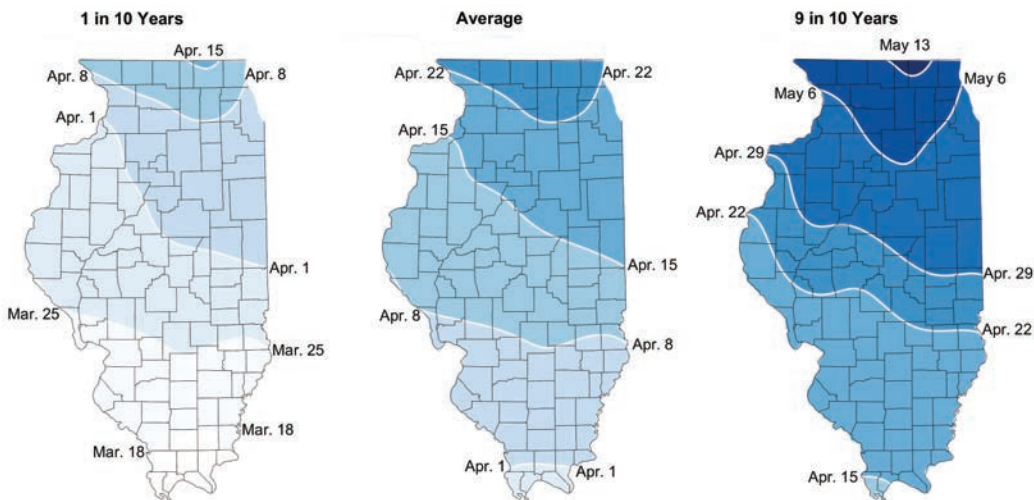 1 in 10 Years
Average
9 in 10 Years
Apr. 15
Apr. 8
Apr. 8
Apr. 1
Apr. 1
Mar. 25
Mar. 25
Mar. 18
Mar. 18
Apr. 22
Apr. 22
Apr. 15
Apr. 15
Apr. 8
Apr. 8
Apr. 1
Apr. 1
May 13
May 6
May 6
Apr. 29
Apr. 22
Apr. 29
Apr. 22
Apr. 15